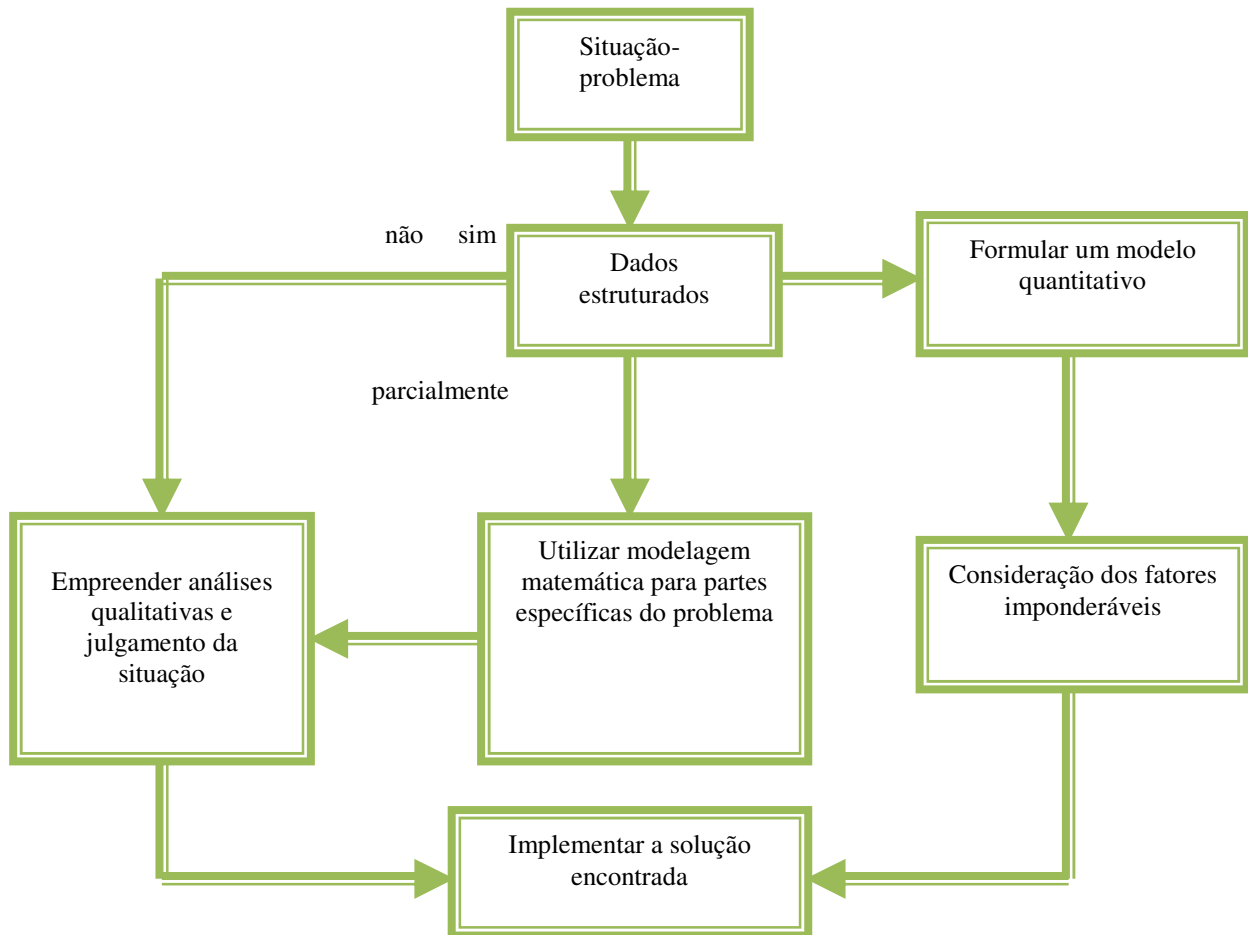 Situação-
problema
não sim
Dados
estruturados
Formular um modelo
quantitativo
parcialmente
Empreender análises
qualitativas e
julgamento da
situação
Utilizar modelagem
matemática para partes
específicas do problema
Consideração dos fatores
imponderáveis
Implementar a solução
encontrada